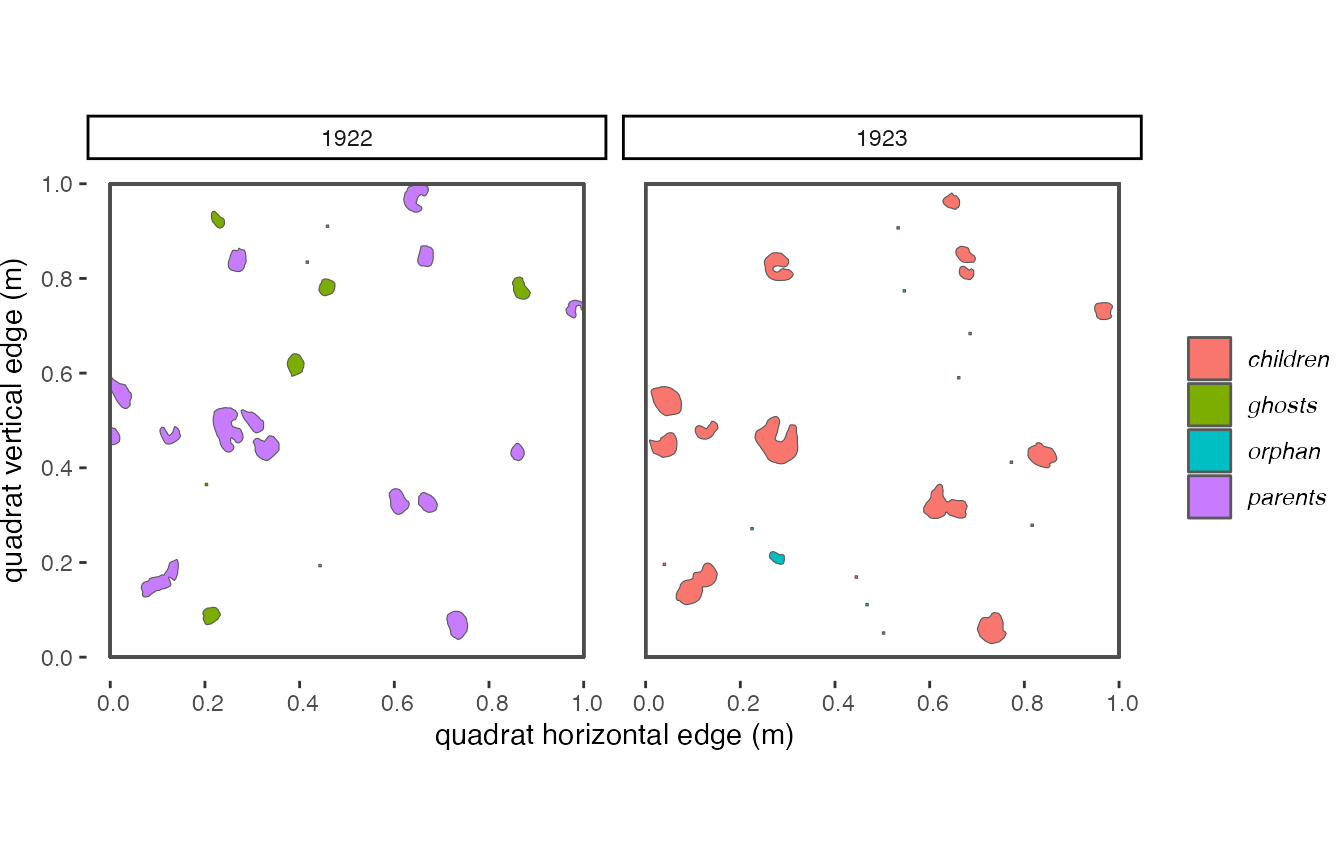 1922 1923
1.0
0.8
0.6
0.4
0.2
0.0
quadrat vertical edge (m)
0.0 0.2 0.4 0.6 0.8 1.0 0.0 0.2 0.4 0.6 0.8 1.0
quadrat horizontal edge (m)
children
ghosts
orphan
parents